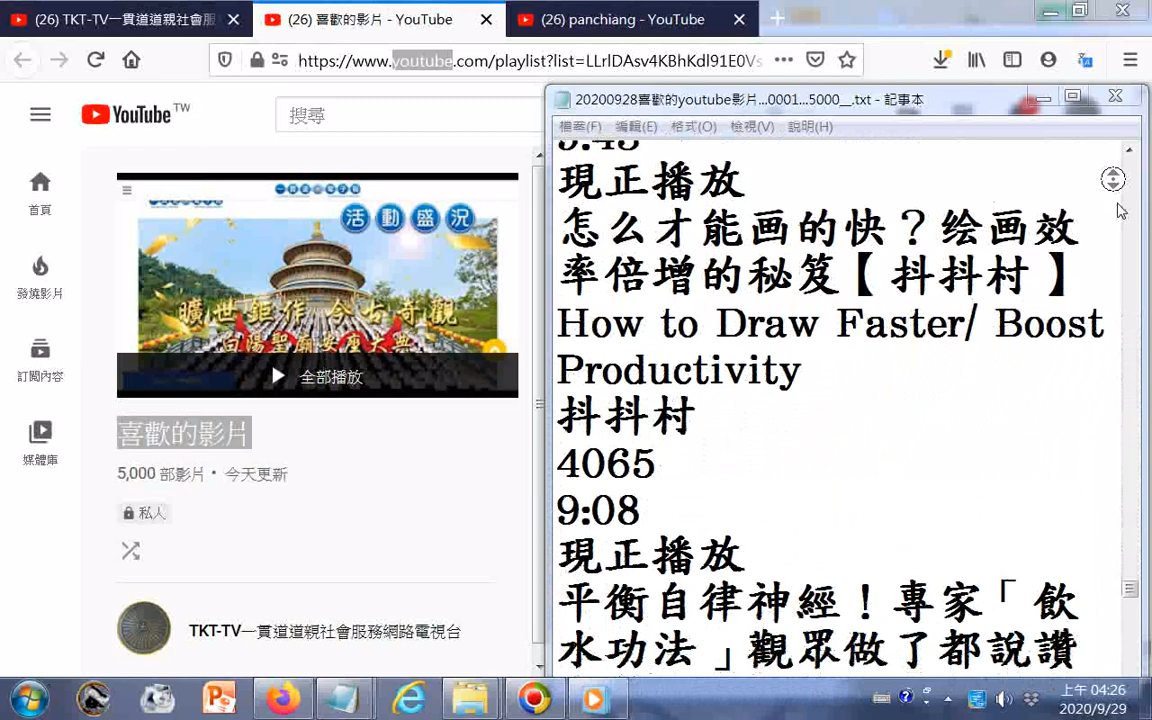 (26) TKT-TV一貫道道親社會服
(26) 喜歡的影片 - YouTube
(26) panchiang - YouTube
https://www.youtube.com/playlist?list=LLrlDAsv4KBhKdl91E0Vs
YouTube TW
搜尋
首頁
發燒影片
訂閱內容
媒體庫
活動盛況
曠世鉅作 今古奇觀
白陽聖廟安座大典
全部播放
喜歡的影片
5,000 部影片 • 今天更新
私人
TKT-TV一貫道道親社會服務網路電視台
20200928喜歡的youtube影片...0001...5000__.txt - 記事本
檔案(F) 編輯(E) 格式(O) 檢視(V) 說明(H)
現正播放
怎么才能画的快？绘画效
率倍增的秘笈【抖抖村】
How to Draw Faster/ Boost
Productivity
抖抖村
4065
9:08
現正播放
平衡自律神經！專家「飲
水功法」觀眾做了都說讚
上午 04:26
2020/9/29